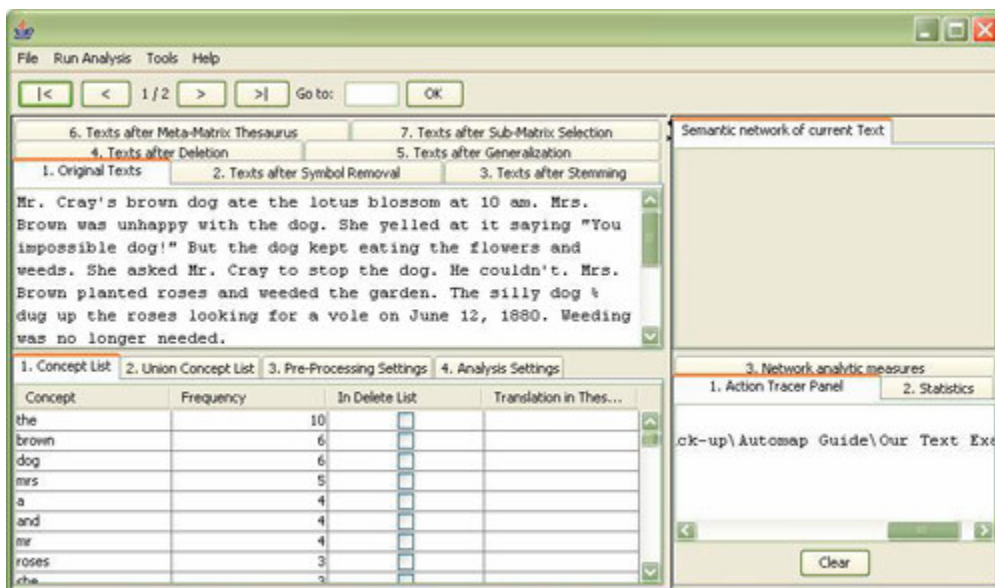 File Run Analysis Tools Help
|< < 1 / 2 > >| Go to: OK
6. Texts after Meta-Matrix Thesaurus 7. Texts after Sub-Matrix Selection
4. Texts after Deletion 5. Texts after Generalization
1. Original Texts 2. Texts after Symbol Removal 3. Texts after Stemming
Mr. Cray's brown dog ate the lotus blossom at 10 am. Mrs.
Brown was unhappy with the dog. She yelled at it saying "You
impossible dog!" But the dog kept eating the flowers and
weeds. She asked Mr. Cray to stop the dog. He couldn't. Mrs.
Brown planted roses and weeded the garden. The silly dog %
dug up the roses looking for a vole on June 12, 1880. Weeding
was no longer needed.
Semantic network of current Text
1. Concept List 2. Union Concept List 3. Pre-Processing Settings 4. Analysis Settings
Concept Frequency In Delete List Translation in Thes...
the 10
brown 6
dog 6
mrs 5
a 4
and 4
mr 4
roses 3
she 3
3. Network analytic measures
1. Action Tracer Panel 2. Statistics
ck-up\Automap Guide\Our Text Exa
Clear